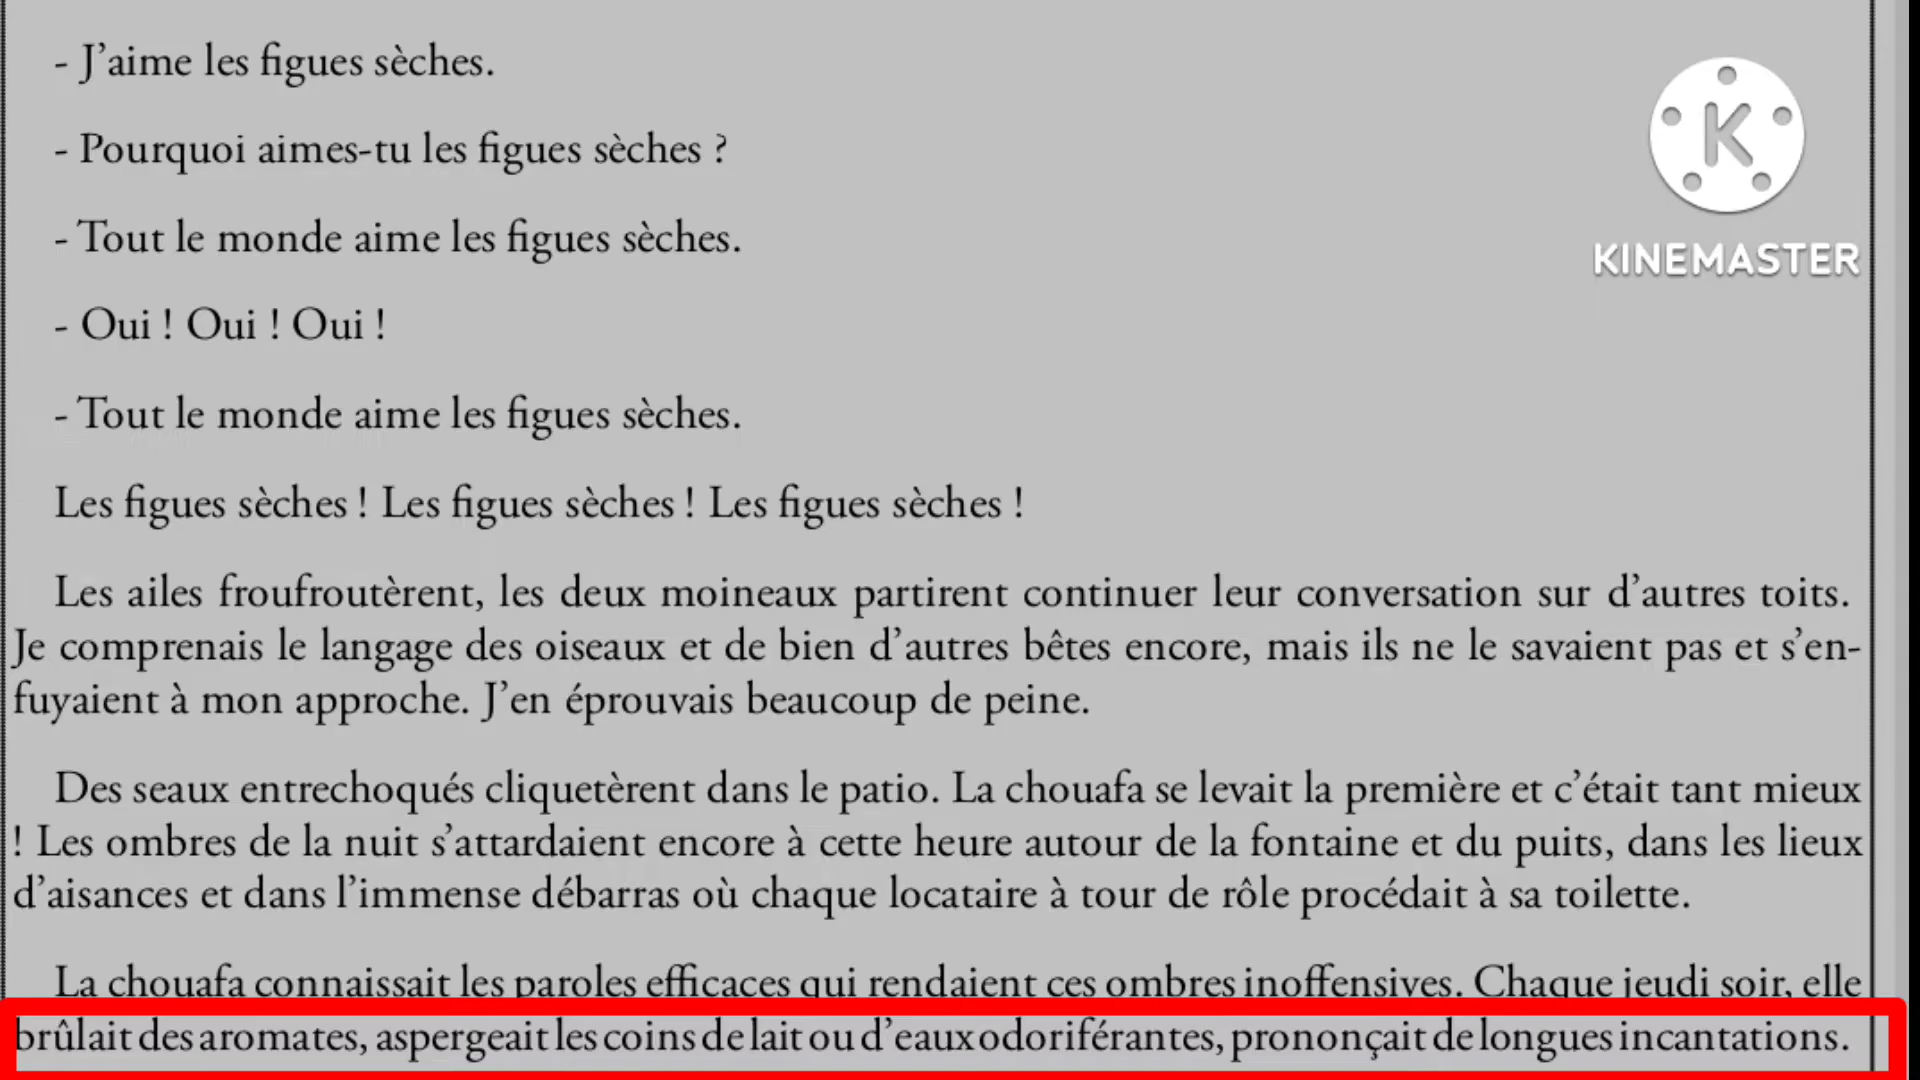 - J’aime les figues sèches.
- Pourquoi aimes-tu les figues sèches ?
- Tout le monde aime les figues sèches.
- Oui ! Oui ! Oui !
- Tout le monde aime les figues sèches.
Les figues sèches ! Les figues sèches ! Les figues sèches !
Les ailes froufroutèrent, les deux moineaux partirent continuer leur conversation sur d’autres toits.
Je comprenais le langage des oiseaux et de bien d’autres bêtes encore, mais ils ne le savaient pas et s’en-
fuyaient à mon approche. J’en éprouvais beaucoup de peine.
Des seaux entrechoqués cliquetèrent dans le patio. La chouafa se levait la première et c’était tant mieux
! Les ombres de la nuit s’attardaient encore à cette heure autour de la fontaine et du puits, dans les lieux
d’aisances et dans l’immense débarras où chaque locataire à tour de rôle procédait à sa toilette.
La chouafa connaissait les paroles efficaces qui rendaient ces ombres inoffensives. Chaque jeudi soir, elle
brûlait des aromates, aspergeait les coins de lait ou d’eaux odoriférantes, prononçait de longues incantations.
K
KINEMASTER